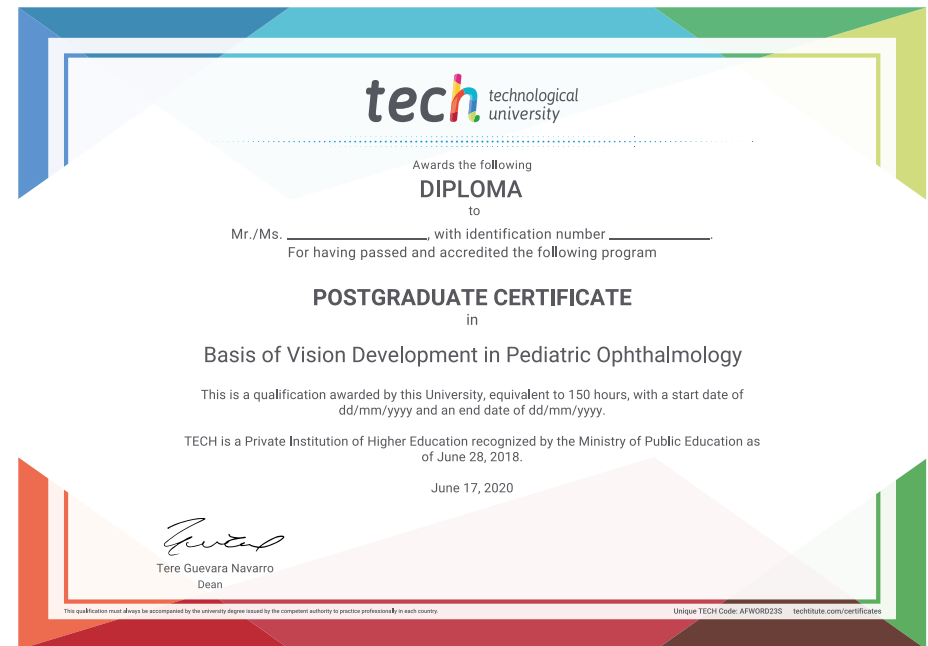 tech technological
university
Awards the following
DIPLOMA
to
Mr./Ms. ____________________, with identification number ______________.
For having passed and accredited the following program
POSTGRADUATE CERTIFICATE
in
Basis of Vision Development in Pediatric Ophthalmology
This is a qualification awarded by this University, equivalent to 150 hours, with a start date of
dd/mm/yyyy and an end date of dd/mm/yyyy.
TECH is a Private Institution of Higher Education recognized by the Ministry of Public Education as
of June 28, 2018.
June 17, 2020
Tere Guevara Navarro
Dean
This qualification must always be accompanied by the university degree issued by the competent authority to practice professionally in each country.
Unique TECH Code: AFWORD23S techtitute.com/certificates